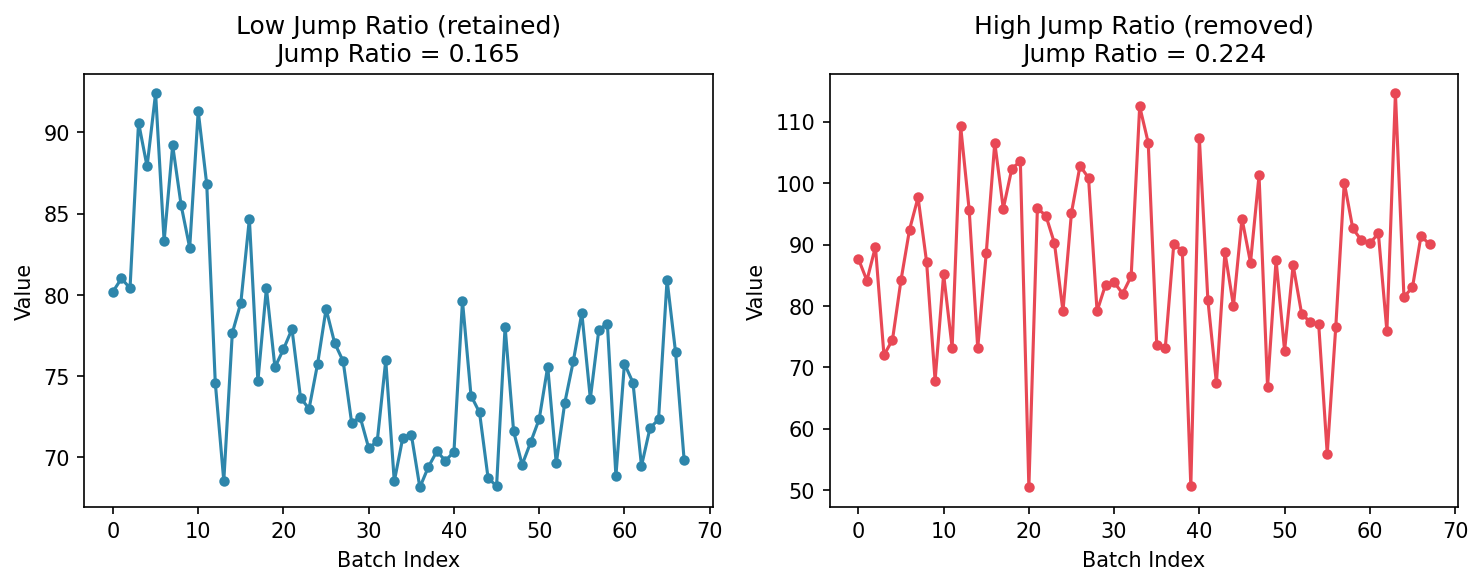 Low Jump Ratio (retained)
Jump Ratio = 0.165
Value
90
85
80
75
70
0 10 20 30 40 50 60 70
Batch Index
High Jump Ratio (removed)
Jump Ratio = 0.224
Value
110
100
90
80
70
60
50
0 10 20 30 40 50 60 70
Batch Index